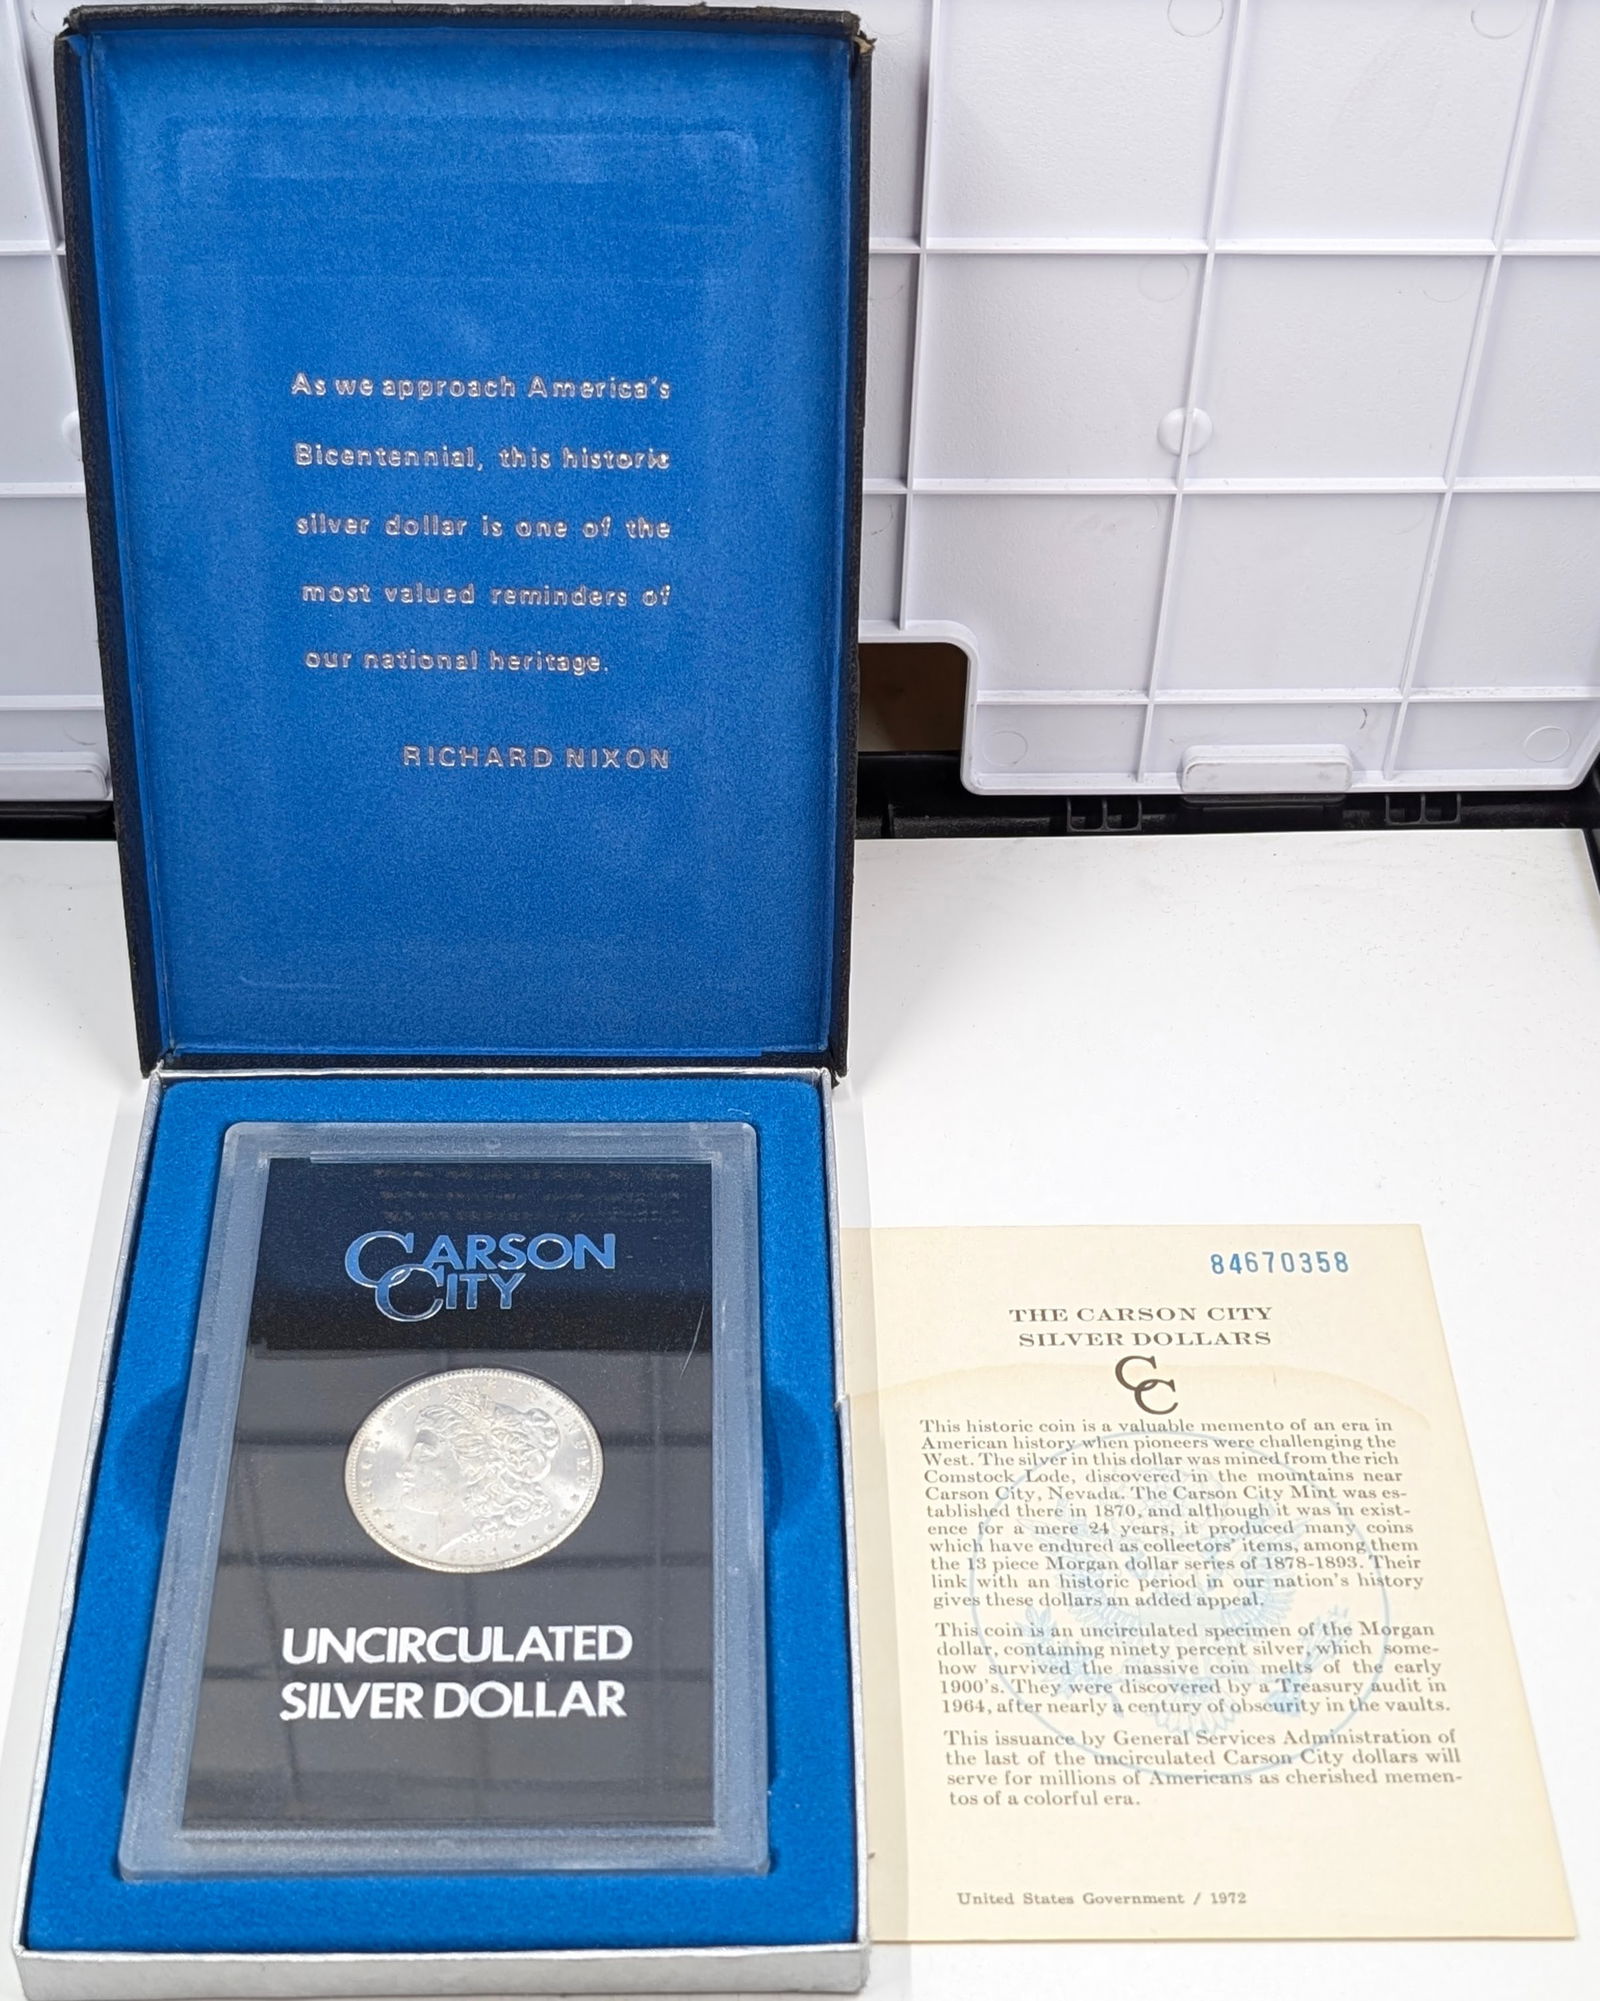 As we approach America's
Bicentennial, this historic
silver dollar is one of the
most valued reminders of
our national heritage.
RICHARD NIXON
CARSON
CITY
UNCIRCULATED
SILVER DOLLAR
84670358
THE CARSON CITY
SILVER DOLLARS
CC
This historic coin is a valuable memento of an era in
American history when pioneers were challenging the
West. The silver in this dollar was mined from the rich
Comstock Lode, discovered in the mountains near
Carson City, Nevada. The Carson City Mint was es-
tablished there in 1870, and although it was in exist-
ence for a mere 24 years, it produced many coins
which have endured as collectors' items, among them
the 13 piece Morgan dollar series of 1878-1893. Their
link with an historic period in our nation's history
gives these dollars an added appeal.
This coin is an uncirculated specimen of the Morgan
dollar, containing ninety percent silver, which some-
how survived the massive coin melts of the early
1900's. They were discovered by a Treasury audit in
1964, after nearly a century of obscurity in the vaults.
This issuance by General Services Administration of
the last of the uncirculated Carson City dollars will
serve for millions of Americans as cherished memen-
tos of a colorful era.
United States Government / 1972